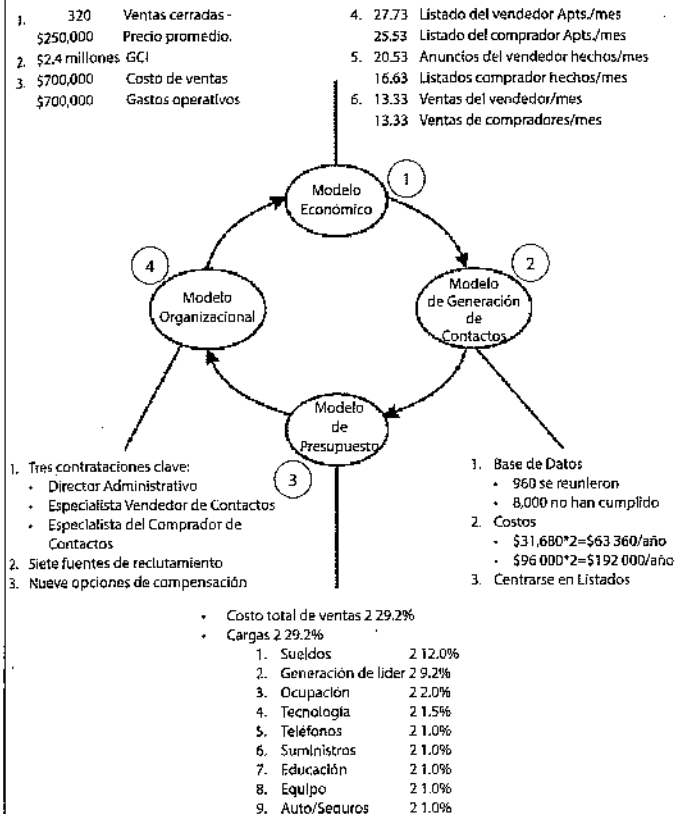 1. 320 Ventas cerradas -
$250,000 Precio promedio.
2. $2.4 millones GCI
3. $700,000 Costo de ventas
$700,000 Gastos operativos
4. 27.73 Listado del vendedor Apts./mes
25.53 Listado del comprador Apts./mes
5. 20.53 Anuncios del vendedor hechos/mes
16.63 Listados comprador hechos/mes
6. 13.33 Ventas del vendedor/mes
13.33 Ventas de compradores/mes
Modelo
Económico
1
2
Modelo
de Generación
de
Contactos
4
Modelo
Organizacional
Modelo
de
Presupuesto
3
1. Tres contrataciones clave:
• Director Administrativo
• Especialista Vendedor de Contactos
• Especialista del Comprador de
Contactos
2. Siete fuentes de reclutamiento
3. Nueve opciones de compensación
1. Base de Datos
• 960 se reunieron
• 8,000 no han cumplido
2. Costos
• $31,680*2=$63 360/año
• $96 000*2=$192 000/año
3. Centrarse en Listados
• Costo total de ventas 2 29.2%
• Cargas 2 29.2%
1. Sueldos 2 12.0%
2. Generación de lider 2 9.2%
3. Ocupación 2 2.0%
4. Tecnología 2 1.5%
5. Teléfonos 2 1.0%
6. Suministros 2 1.0%
7. Educación 2 1.0%
8. Equipo 2 1.0%
9. Auto/Seguros 2 1.0%